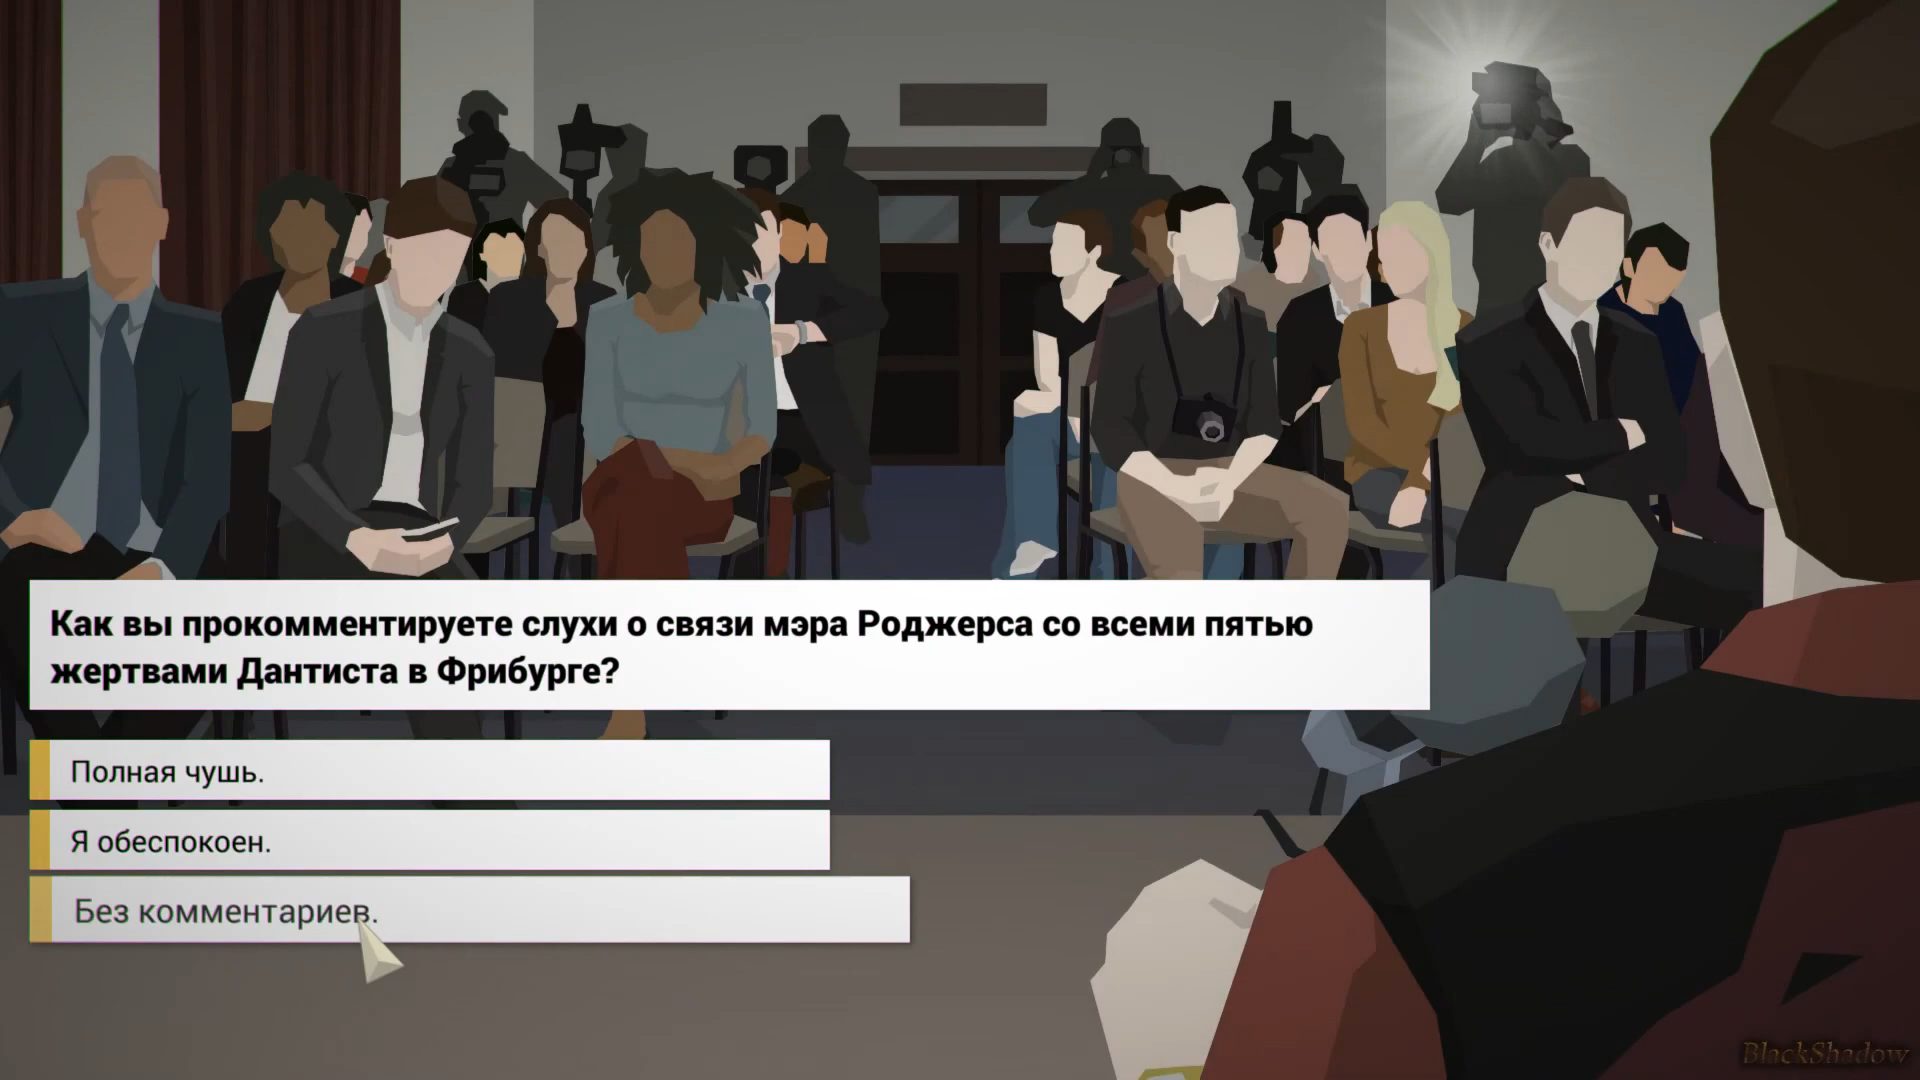 Как вы прокомментируете слухи о связи мэра Роджерса со всеми пятью
жертвами Дантиста в Фрибурге?
Полная чушь.
Я обеспокоен.
Без комментариев.
BlackShadow